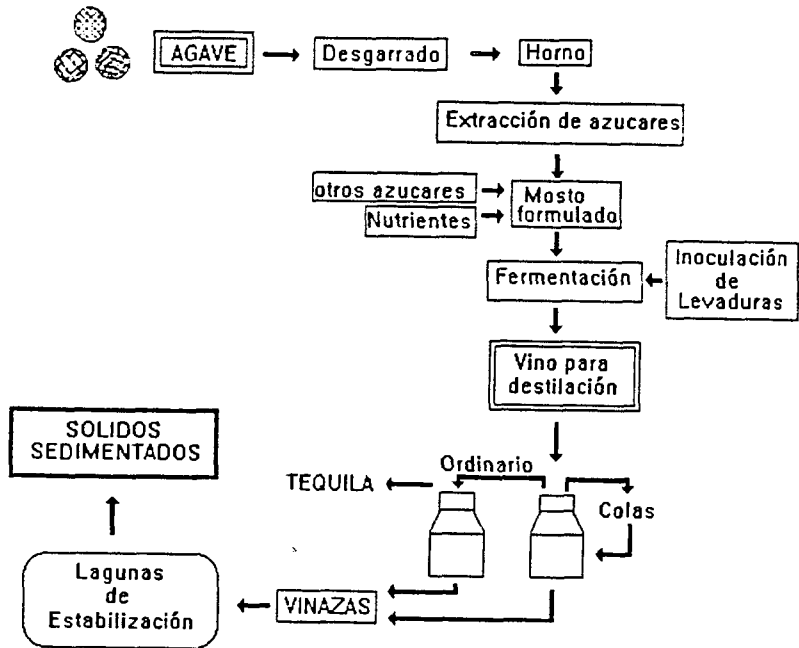 AGAVE
Desgarrado
Horno
Extracción de azucares
otros azucares
Nutrientes
Mosto
formulado
Fermentación
Inoculación
de
Levaduras
Vino para
destilación
SOLIDOS
SEDIMENTADOS
Ordinario
TEQUILA
Colas
Lagunas
de
Estabilización
VINAZAS